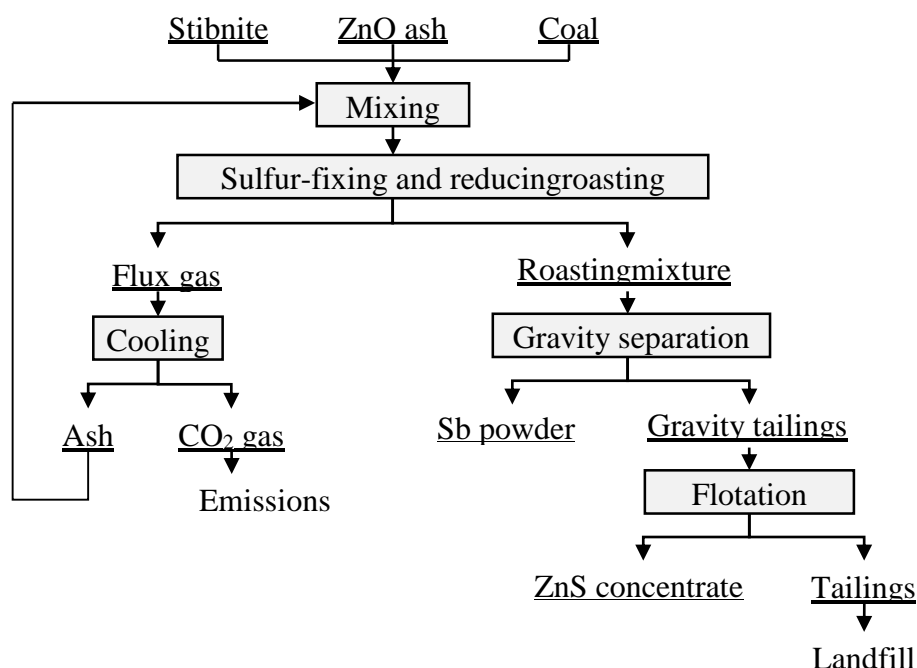 Stibnite ZnO ash Coal
Mixing
Sulfur-fixing and reducingroasting
Flux gas Roastingmixture
Cooling Gravity separation
Ash CO₂ gas Sb powder Gravity tailings
Emissions Flotation
ZnS concentrate Tailings
Landfill